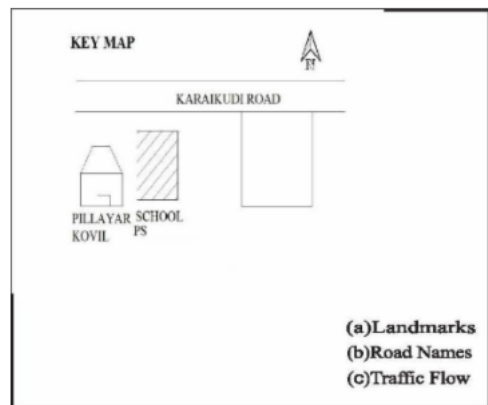 KEY MAP
N
KARAIKUDI ROAD
PILLAYAR SCHOOL
KOVIL PS
(a)Landmarks
(b)Road Names
(c)Traffic Flow